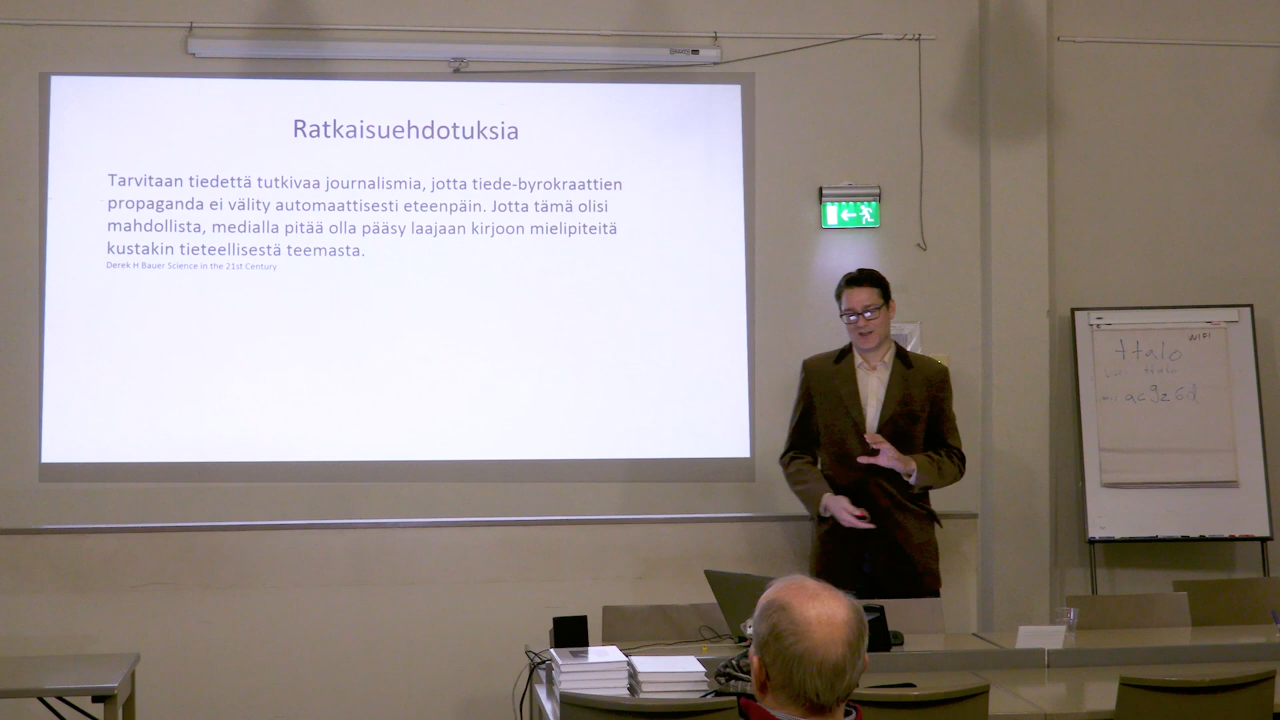 Ratkaisuehdotuksia
Tarvitaan tiedettä tutkivaa journalismia, jotta tiede-byrokraattien
propaganda ei välity automaattisesti eteenpäin. Jotta tämä olisi
mahdollista, medialla pitää olla pääsy laajaan kirjoon mielipiteitä
kustakin tieteellisestä teemasta.
Derek H Bauer Science in the 21st Century
WIFI